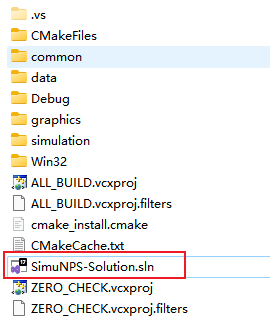 .vs
CMakeFiles
common
data
Debug
graphics
simulation
Win32
ALL_BUILD.vcxproj
ALL_BUILD.vcxproj.filters
cmake_install.cmake
CMakeCache.txt
SimuNPS-Solution.sln
ZERO_CHECK.vcxproj
ZERO_CHECK.vcxproj.filters